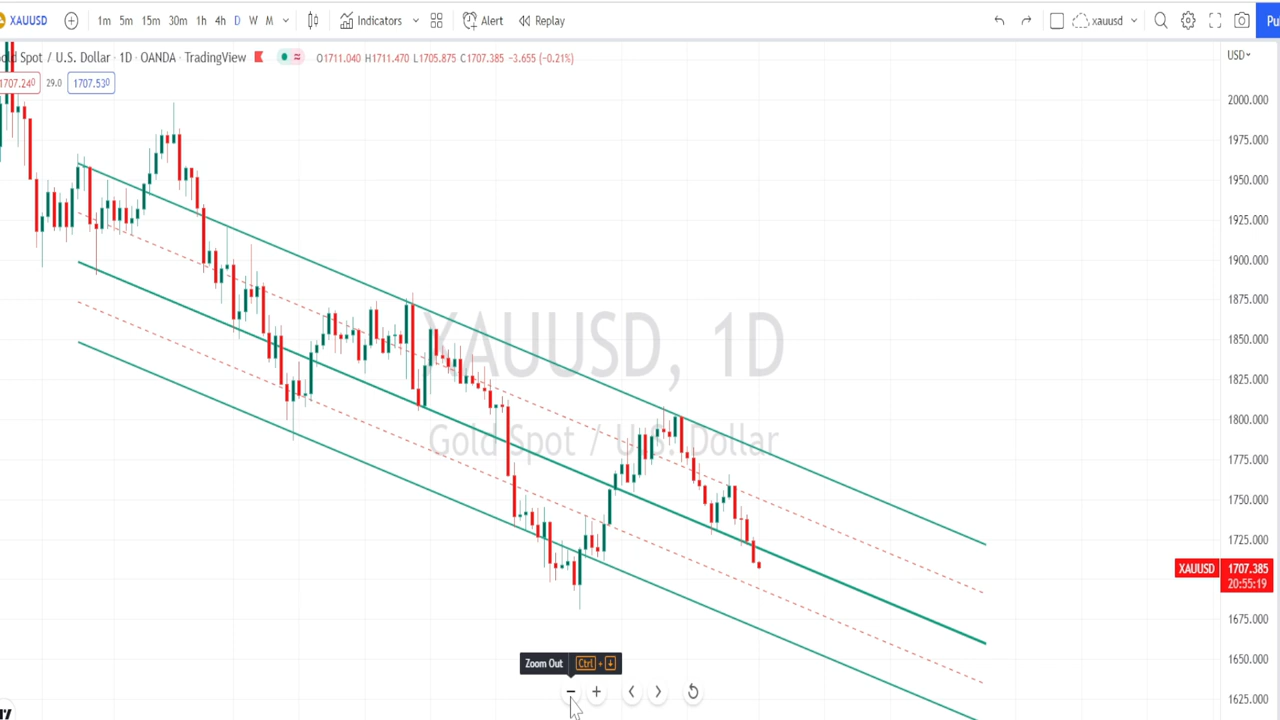 XAUUSD 1m 5m 15m 30m 1h 4h D W M Indicators Alert Replay xauusd Pu
old Spot / U.S. Dollar · 1D · OANDA · TradingView O1711.040 H1711.470 L1705.875 C1707.385 −3.655 (−0.21%) USD
1707.240 29.0 1707.530
2000.000
1975.000
1950.000
1925.000
1900.000
1875.000
1850.000
1825.000
1800.000
1775.000
1750.000
1725.000
XAUUSD 1707.385
20:55:19
1675.000
1650.000
1625.000
XAUUSD, 1D
Gold Spot / U.S. Dollar
Zoom Out Ctrl +